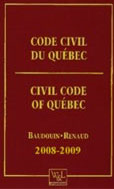 CODE CIVIL
DU QUÉBEC
CIVIL CODE
OF QUÉBEC
BAUDOUIN • RENAUD
2008-2009
W&L